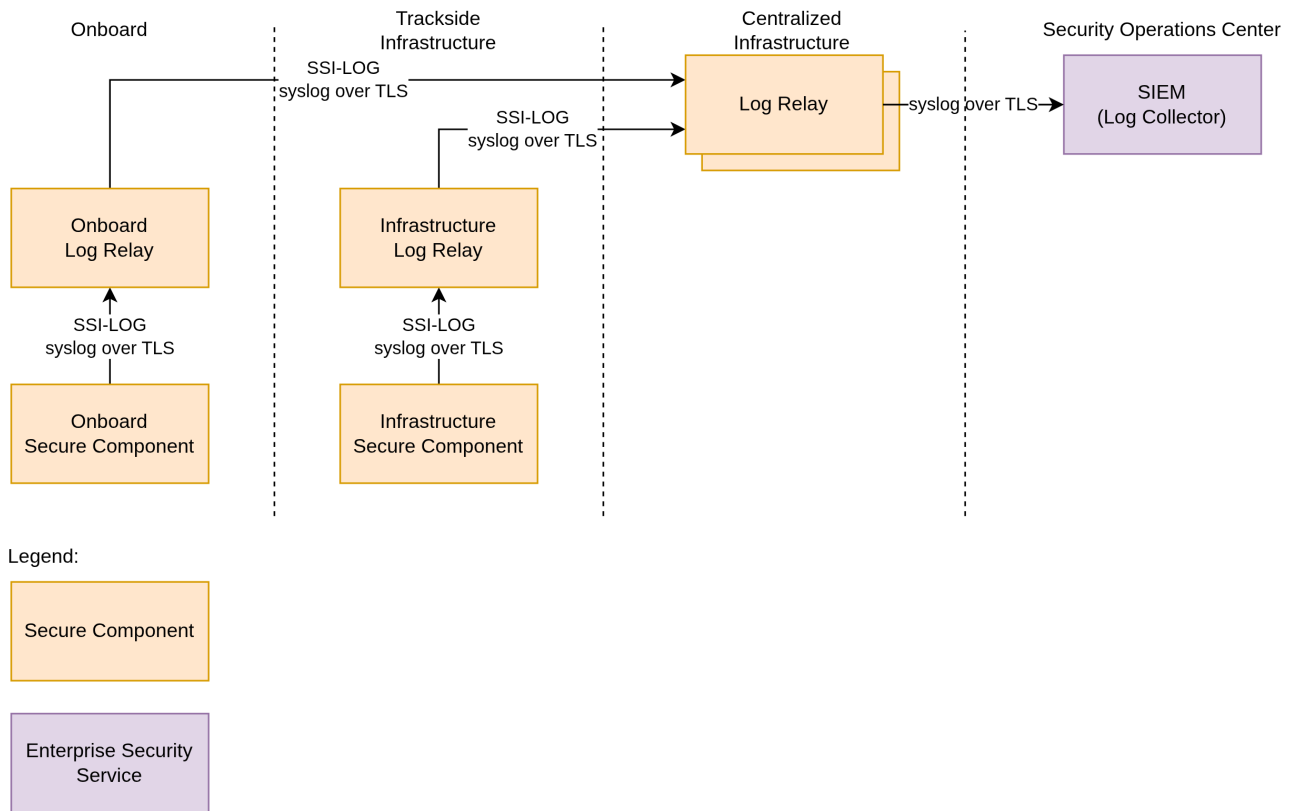 Onboard
Trackside
Infrastructure
Centralized
Infrastructure
Security Operations Center
SSI-LOG
syslog over TLS
SSI-LOG
syslog over TLS
Log Relay
syslog over TLS
SIEM
(Log Collector)
Onboard
Log Relay
Infrastructure
Log Relay
SSI-LOG
syslog over TLS
SSI-LOG
syslog over TLS
Onboard
Secure Component
Infrastructure
Secure Component
Legend:
Secure Component
Enterprise Security
Service